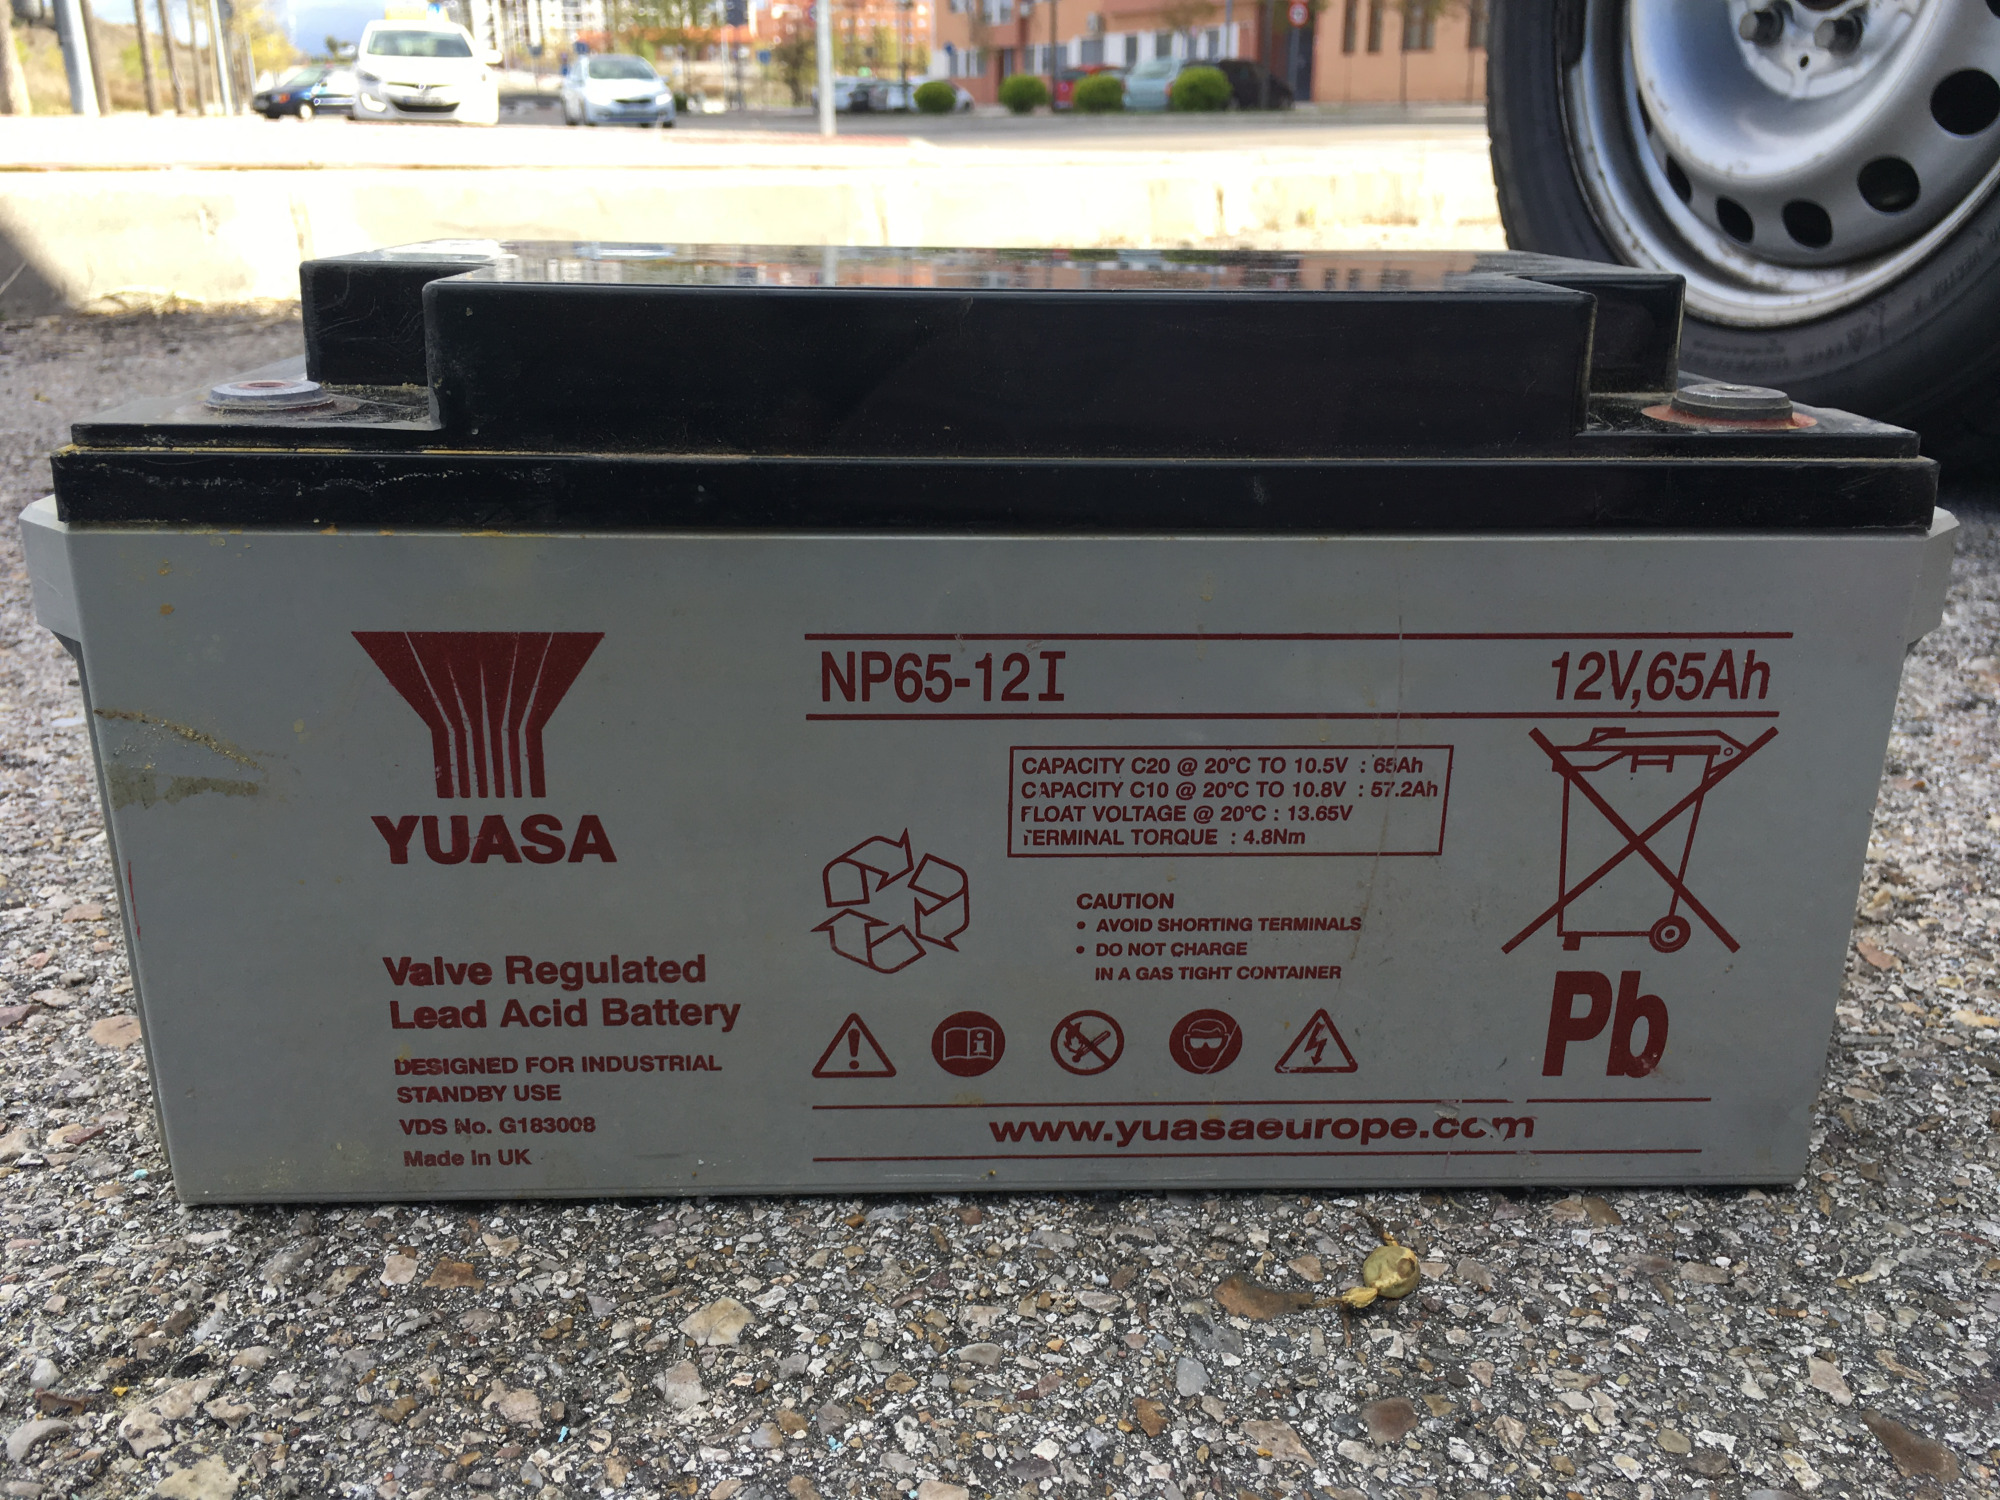 YUASA
Valve Regulated
Lead Acid Battery
DESIGNED FOR INDUSTRIAL
STANDBY USE
VDS No. G183008
Made in UK
NP65-12I
12V,65Ah
CAPACITY C20 @ 20°C TO 10.5V : 65Ah
CAPACITY C10 @ 20°C TO 10.8V : 57.2Ah
FLOAT VOLTAGE @ 20°C : 13.65V
TERMINAL TORQUE : 4.8Nm
CAUTION
• AVOID SHORTING TERMINALS
• DO NOT CHARGE
IN A GAS TIGHT CONTAINER
Pb
www.yuasaeurope.com